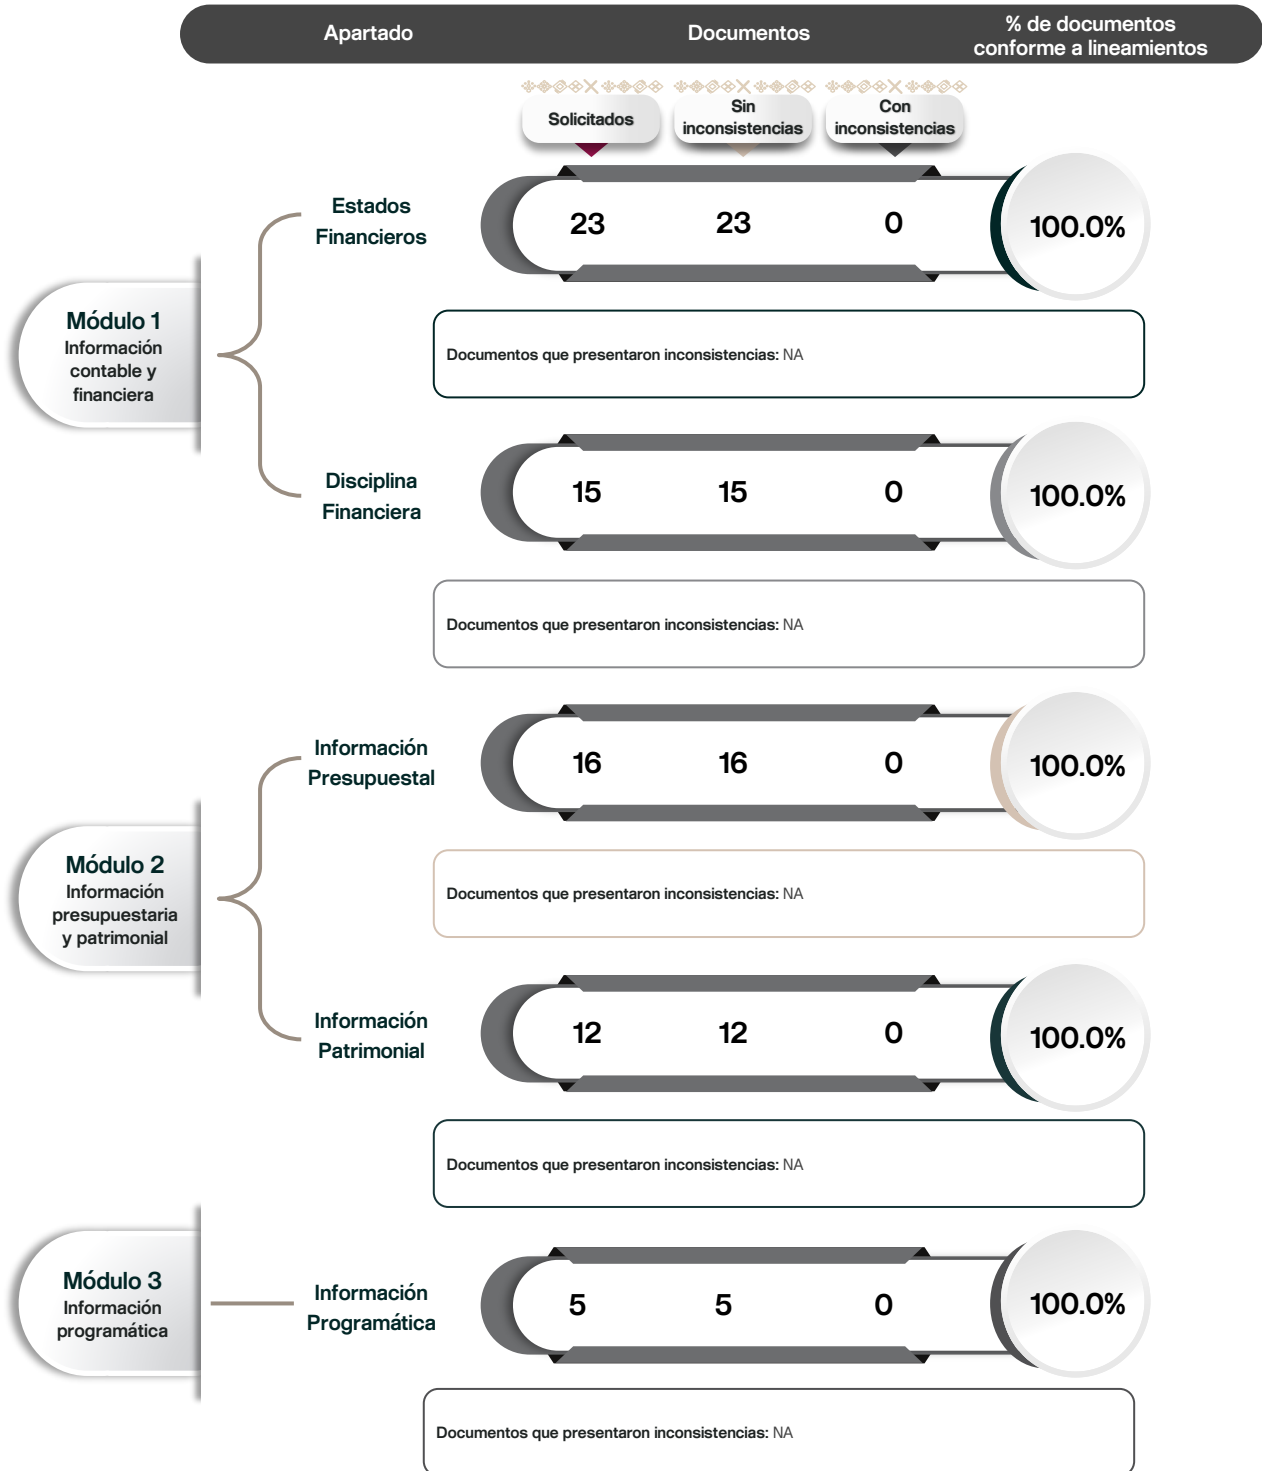 Apartado
Documentos
% de documentos
conforme a lineamientos
Solicitados
Sin
inconsistencias
Con
inconsistencias
Módulo 1
Información
contable y
financiera
Estados
Financieros
23
23
0
100.0%
Documentos que presentaron inconsistencias: NA
Disciplina
Financiera
15
15
0
100.0%
Documentos que presentaron inconsistencias: NA
Módulo 2
Información
presupuestaria
y patrimonial
Información
Presupuestal
16
16
0
100.0%
Documentos que presentaron inconsistencias: NA
Información
Patrimonial
12
12
0
100.0%
Documentos que presentaron inconsistencias: NA
Módulo 3
Información
programática
Información
Programática
5
5
0
100.0%
Documentos que presentaron inconsistencias: NA